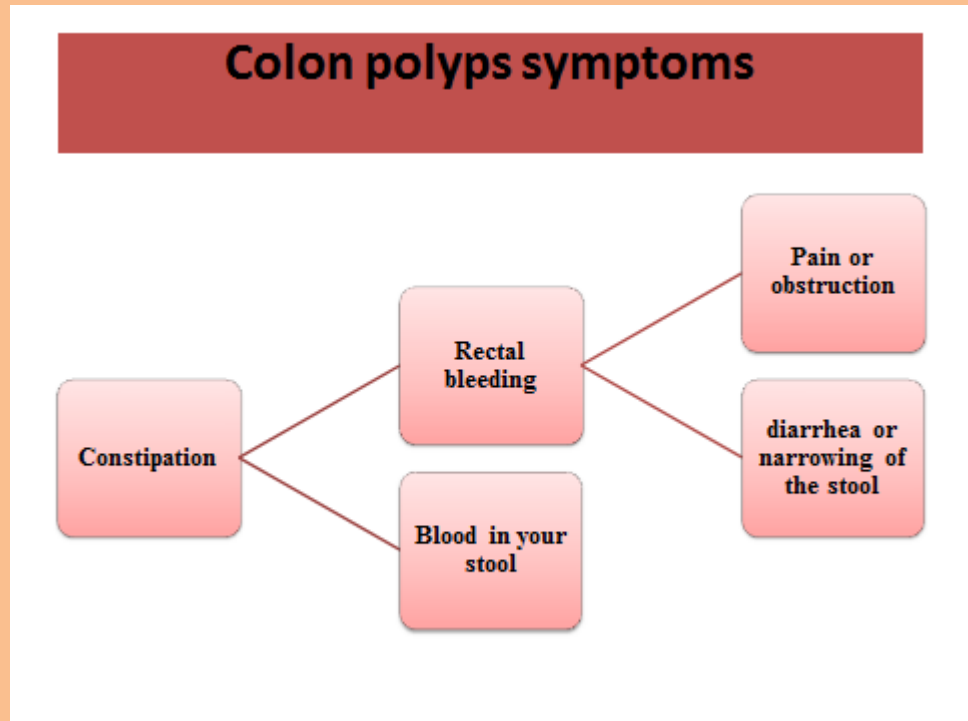 Colon polyps symptoms
Constipation
Rectal
bleeding
Blood in your
stool
Pain or
obstruction
diarrhea or
narrowing of
the stool